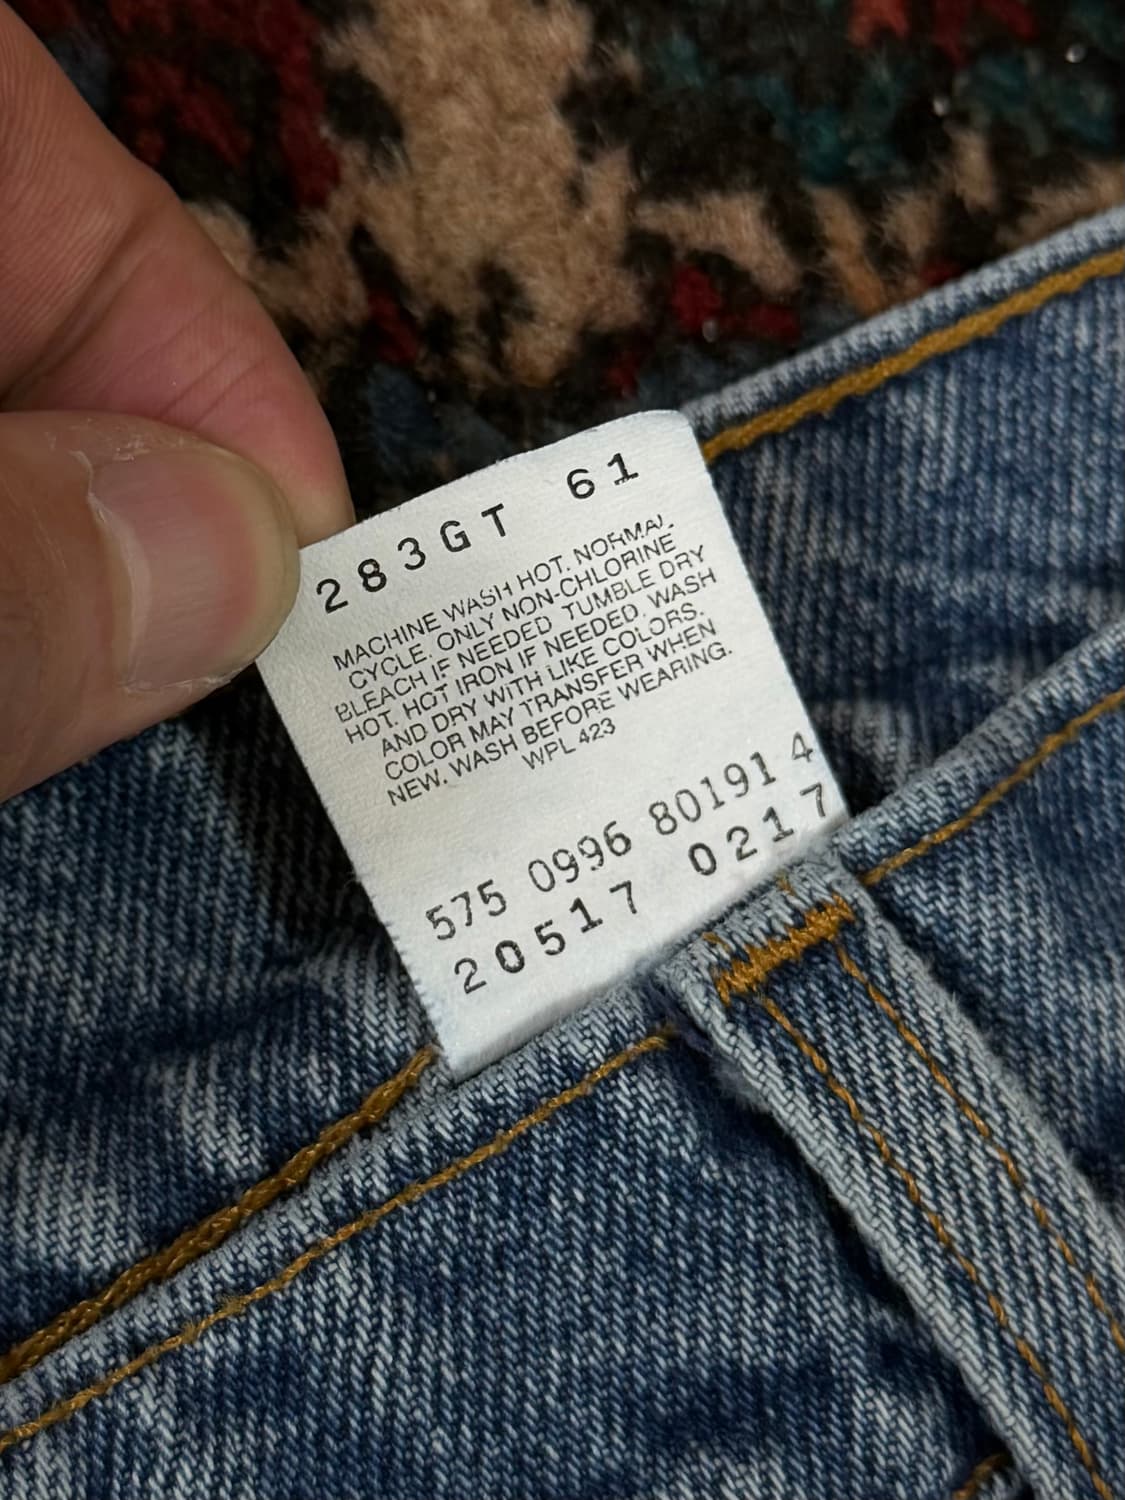 283GT 61
MACHINE WASH HOT. NORMAL
CYCLE. ONLY NON-CHLORINE
BLEACH IF NEEDED. TUMBLE DRY
HOT. HOT IRON IF NEEDED. WASH
AND DRY WITH LIKE COLORS.
COLOR MAY TRANSFER WHEN
NEW. WASH BEFORE WEARING.
WPL 423
575 0996 80191 4
20517 0217